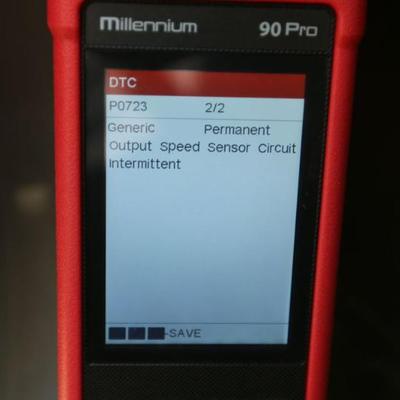 Millennium 90 Pro
DTC
P0723 2/2
Generic Permanent
Output Speed Sensor Circuit
Intermittent
-SAVE